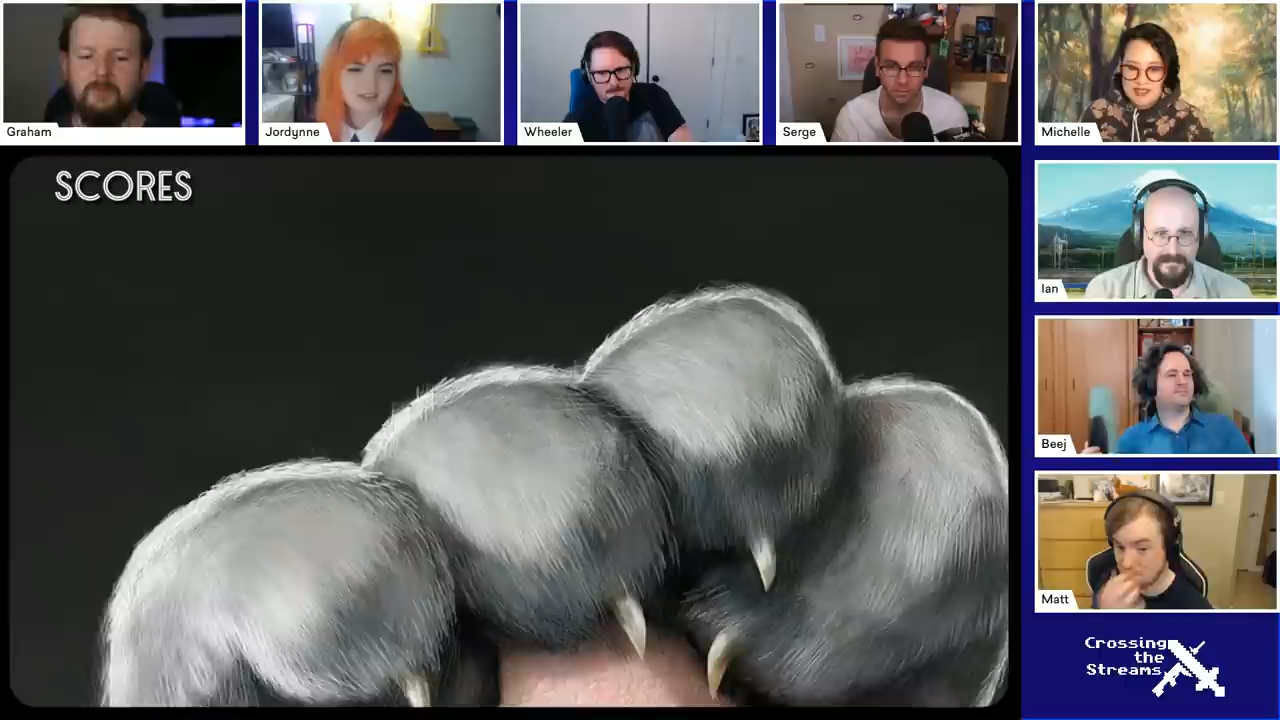 Graham
Jordynne
Wheeler
Serge
Michelle
SCORES
Ian
Beej
Matt
Crossing
the
Streams